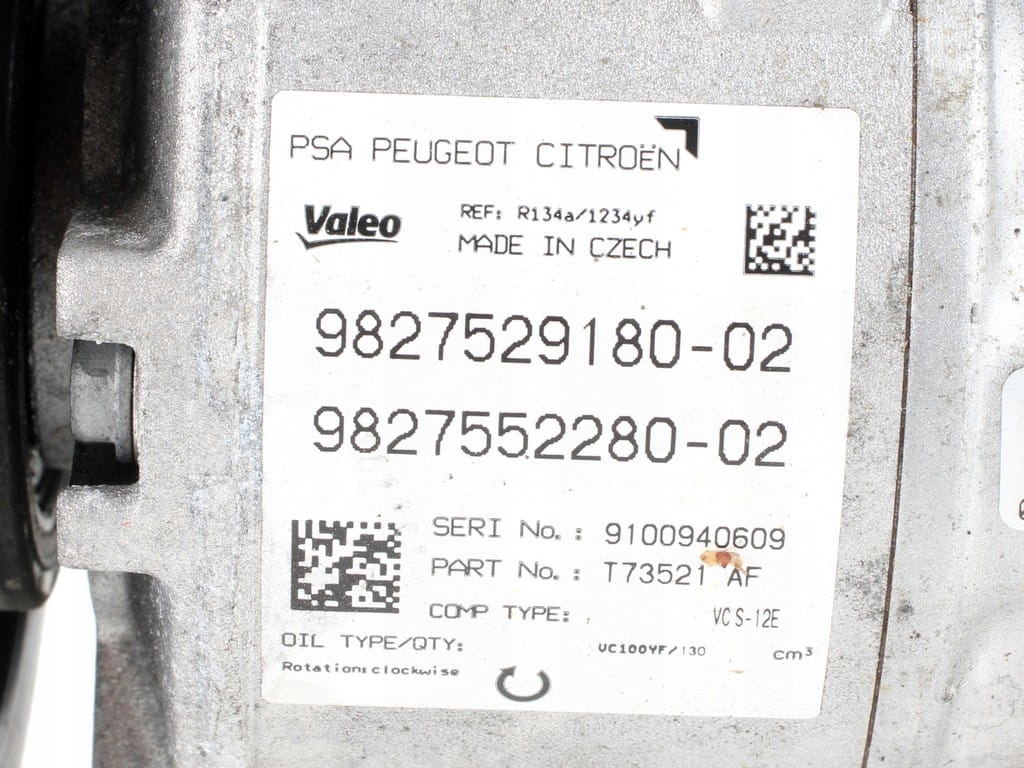 PSA PEUGEOT CITROËN
Valeo
REF: R134a/1234yf
MADE IN CZECH
9827529180-02
9827552280-02
SERI No.: 9100940609
PART No.: T73521 AF
COMP TYPE: VCS-12E
OIL TYPE/QTY: VC100YF/130 cm³
Rotation:clockwise